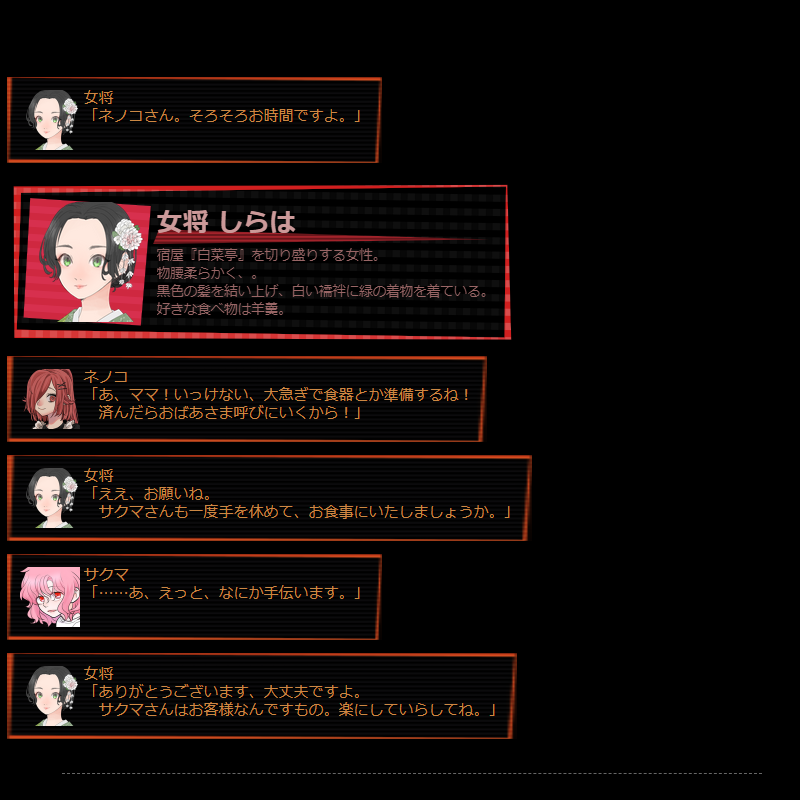 女将
「ネノコさん。そろそろお時間ですよ。」
女将 しらは
宿屋『白菜亭』を切り盛りする女性。
物腰柔らかく、。
黒色の髪を結い上げ、白い襦袢に緑の着物を着ている。
好きな食べ物は羊羹。
ネノコ
「あ、ママ！いっけない、大急ぎで食器とか準備するね！
済んだらおばあさま呼びにいくから！」
女将
「ええ、お願いね。
サクマさんも一度手を休めて、お食事にいたしましょうか。」
サクマ
「……あ、えっと、なにか手伝います。」
女将
「ありがとうございます、大丈夫ですよ。
サクマさんはお客様なんですもの。楽にしていらしてね。」